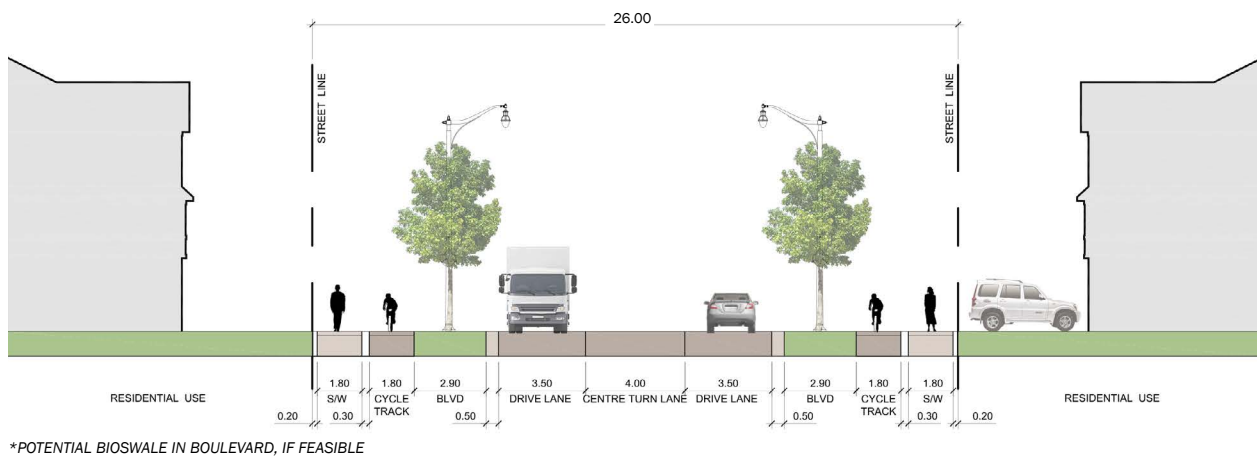 26.00
STREET LINE
STREET LINE
1.80 1.80 2.90 3.50 4.00 3.50 2.90 1.80 1.80
RESIDENTIAL USE S/W CYCLE TRACK BLVD DRIVE LANE CENTRE TURN LANE DRIVE LANE BLVD CYCLE TRACK S/W RESIDENTIAL USE
0.20 0.30 0.50 0.50 0.30 0.20
*POTENTIAL BIOSWALE IN BOULEVARD, IF FEASIBLE